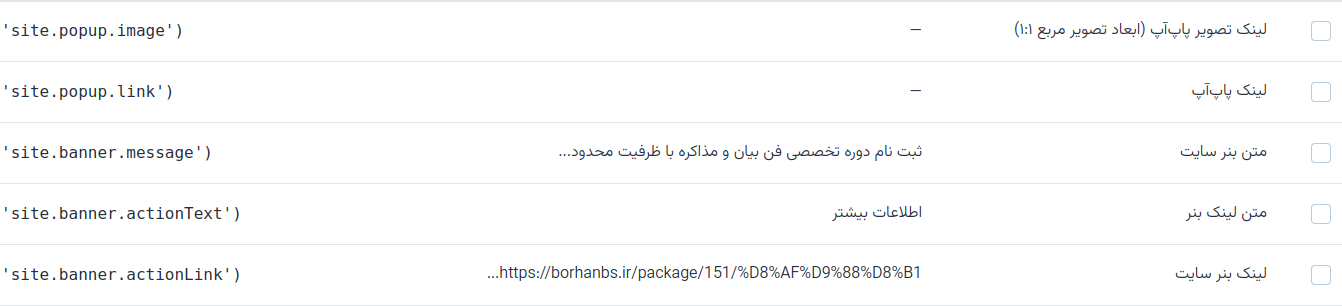 لینک تصویر پاپ‌آپ (ابعاد تصویر مربع ۱:۱) — 'site.popup.image')
لینک پاپ‌آپ — 'site.popup.link')
متن بنر سایت ثبت نام دوره تخصصی فن بیان و مذاکره با ظرفیت محدود... 'site.banner.message')
متن لینک بنر اطلاعات بیشتر 'site.banner.actionText')
لینک بنر سایت ...https://borhanbs.ir/package/151/%D8%AF%D9%88%D8%B1 'site.banner.actionLink')